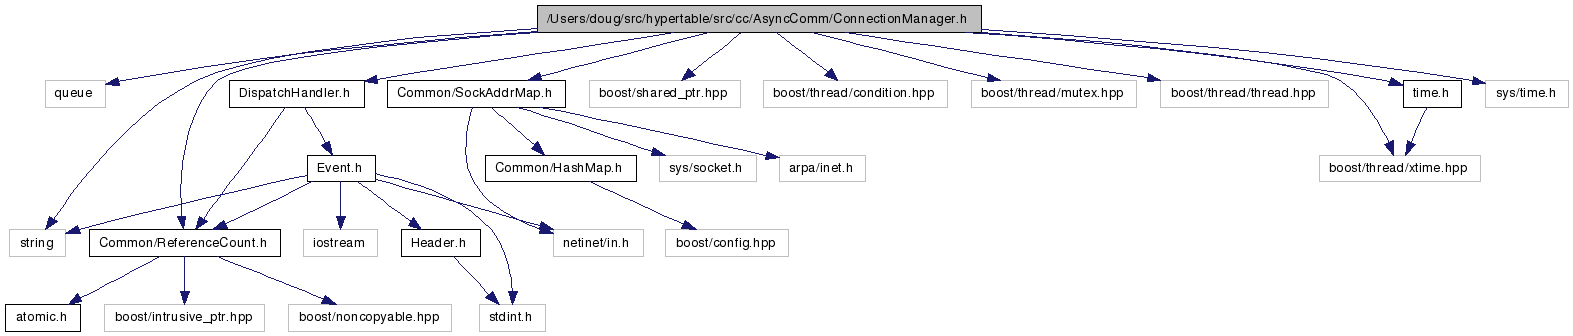 /Users/doug/src/hypertable/src/cc/AsyncComm/ConnectionManager.h
queue
DispatchHandler.h
Common/SockAddrMap.h
boost/shared_ptr.hpp
boost/thread/condition.hpp
boost/thread/mutex.hpp
boost/thread/thread.hpp
time.h
sys/time.h
Event.h
Common/HashMap.h
sys/socket.h
arpa/inet.h
boost/thread/xtime.hpp
string
Common/ReferenceCount.h
iostream
Header.h
netinet/in.h
boost/config.hpp
atomic.h
boost/intrusive_ptr.hpp
boost/noncopyable.hpp
stdint.h